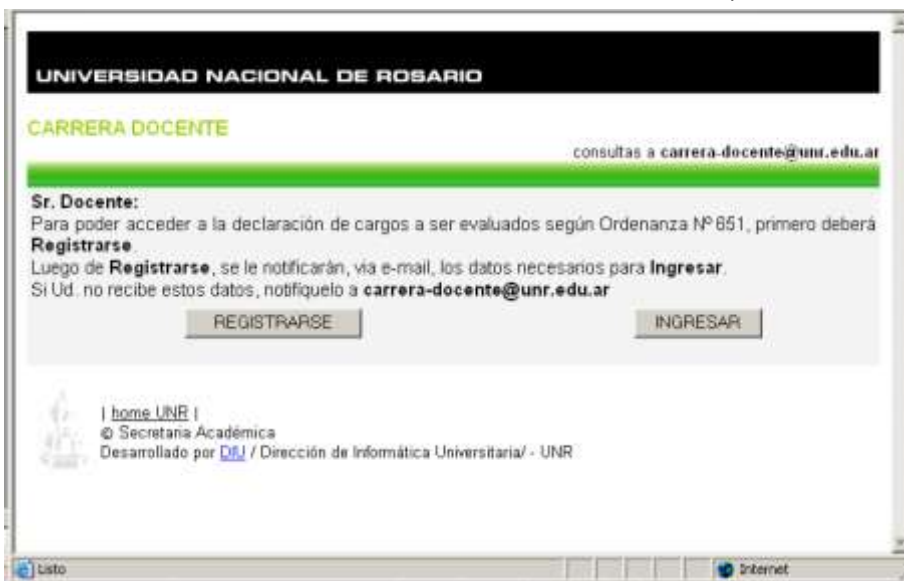 UNIVERSIDAD NACIONAL DE ROSARIO
CARRERA DOCENTE
consultas a carrera-docente@unr.edu.ar
Sr. Docente:
Para poder acceder a la declaración de cargos a ser evaluados según Ordenanza Nº 651, primero deberá
Registrarse.
Luego de Registrarse, se le notificarán, via e-mail, los datos necesarios para Ingresar.
Si Ud. no recibe estos datos, notifiquelo a carrera-docente@unr.edu.ar
REGISTRARSE
INGRESAR
| home UNR |
© Secretaria Académica
Desarrollado por DIU / Dirección de Informática Universitaria/ - UNR
Listo
Internet